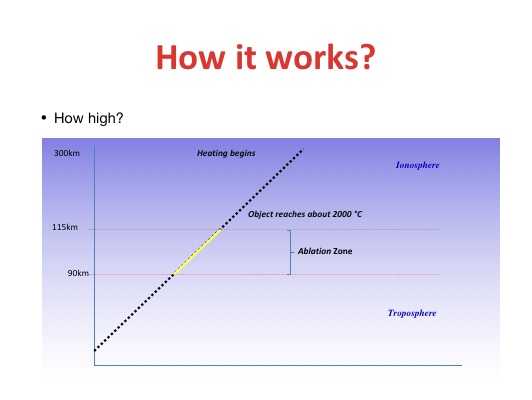 How it works?
• How high?
300km
Heating begins
Ionosphere
Object reaches about 2000 °C
115km
Ablation Zone
90km
Troposphere